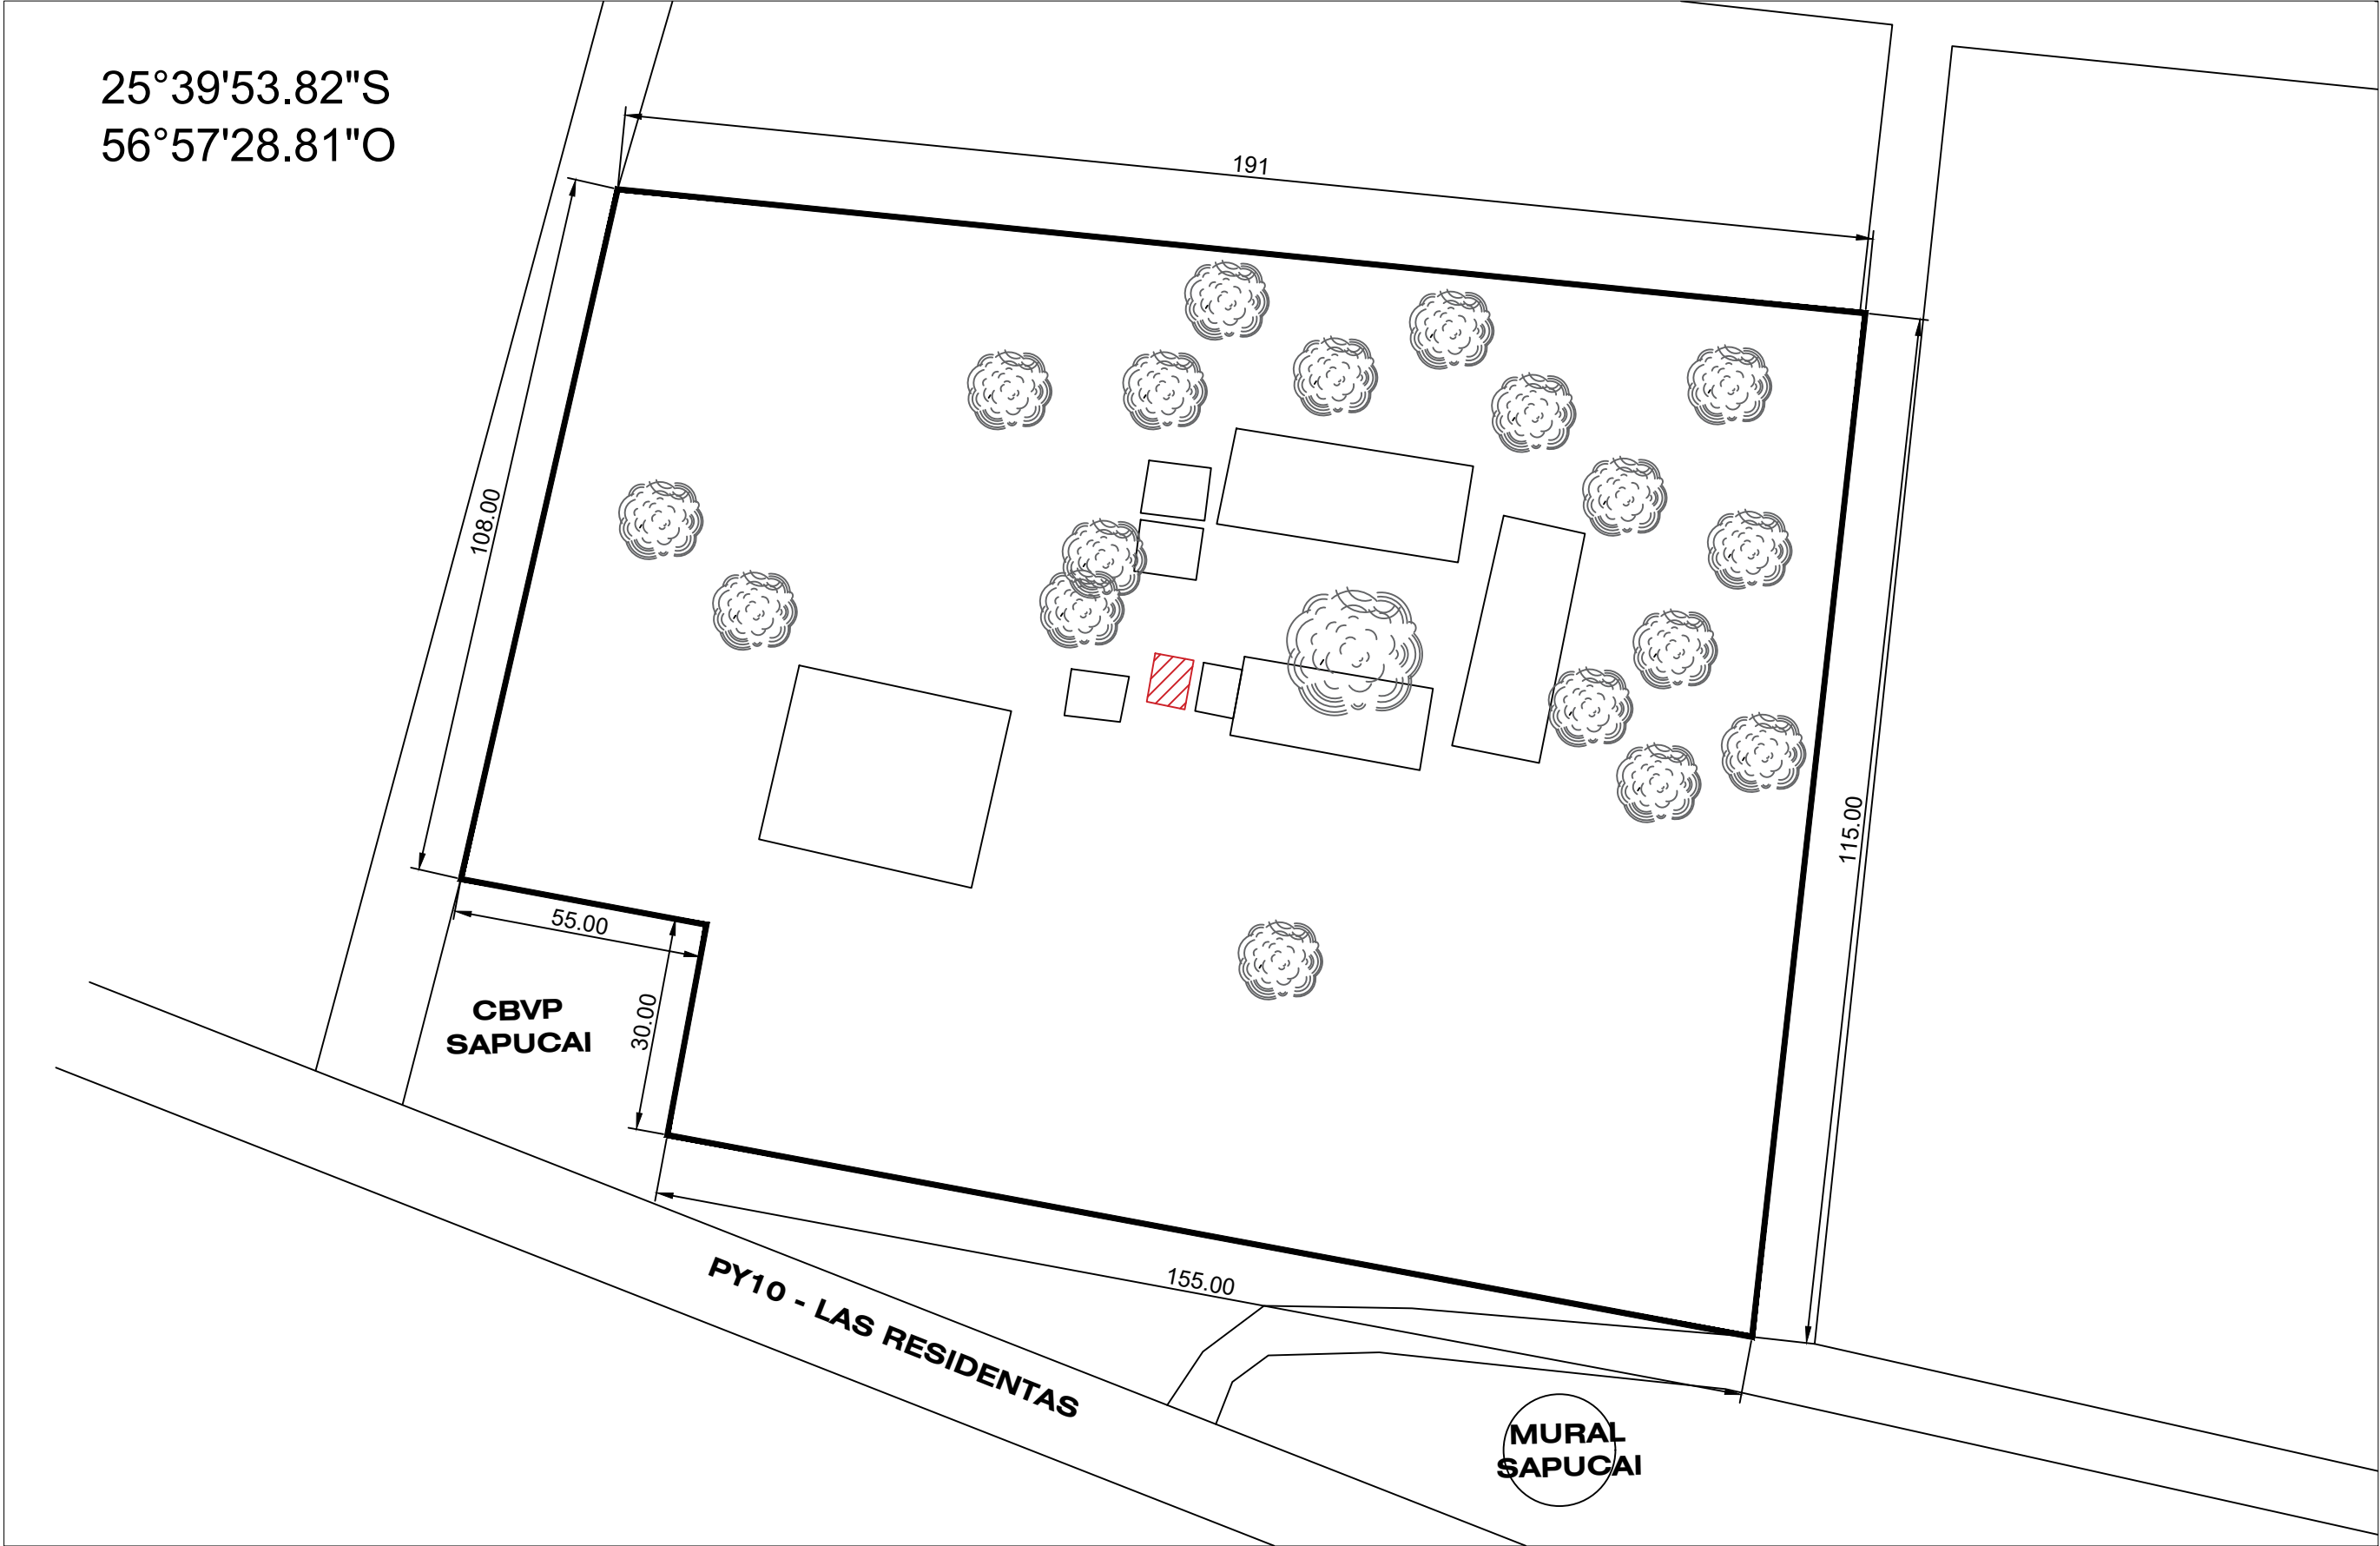 25°39'53.82"S
56°57'28.81"O
191
108.00
115.00
55.00
30.00
CBVP
SAPUCAI
155.00
PY10 - LAS RESIDENTAS
MURAL
SAPUCAI